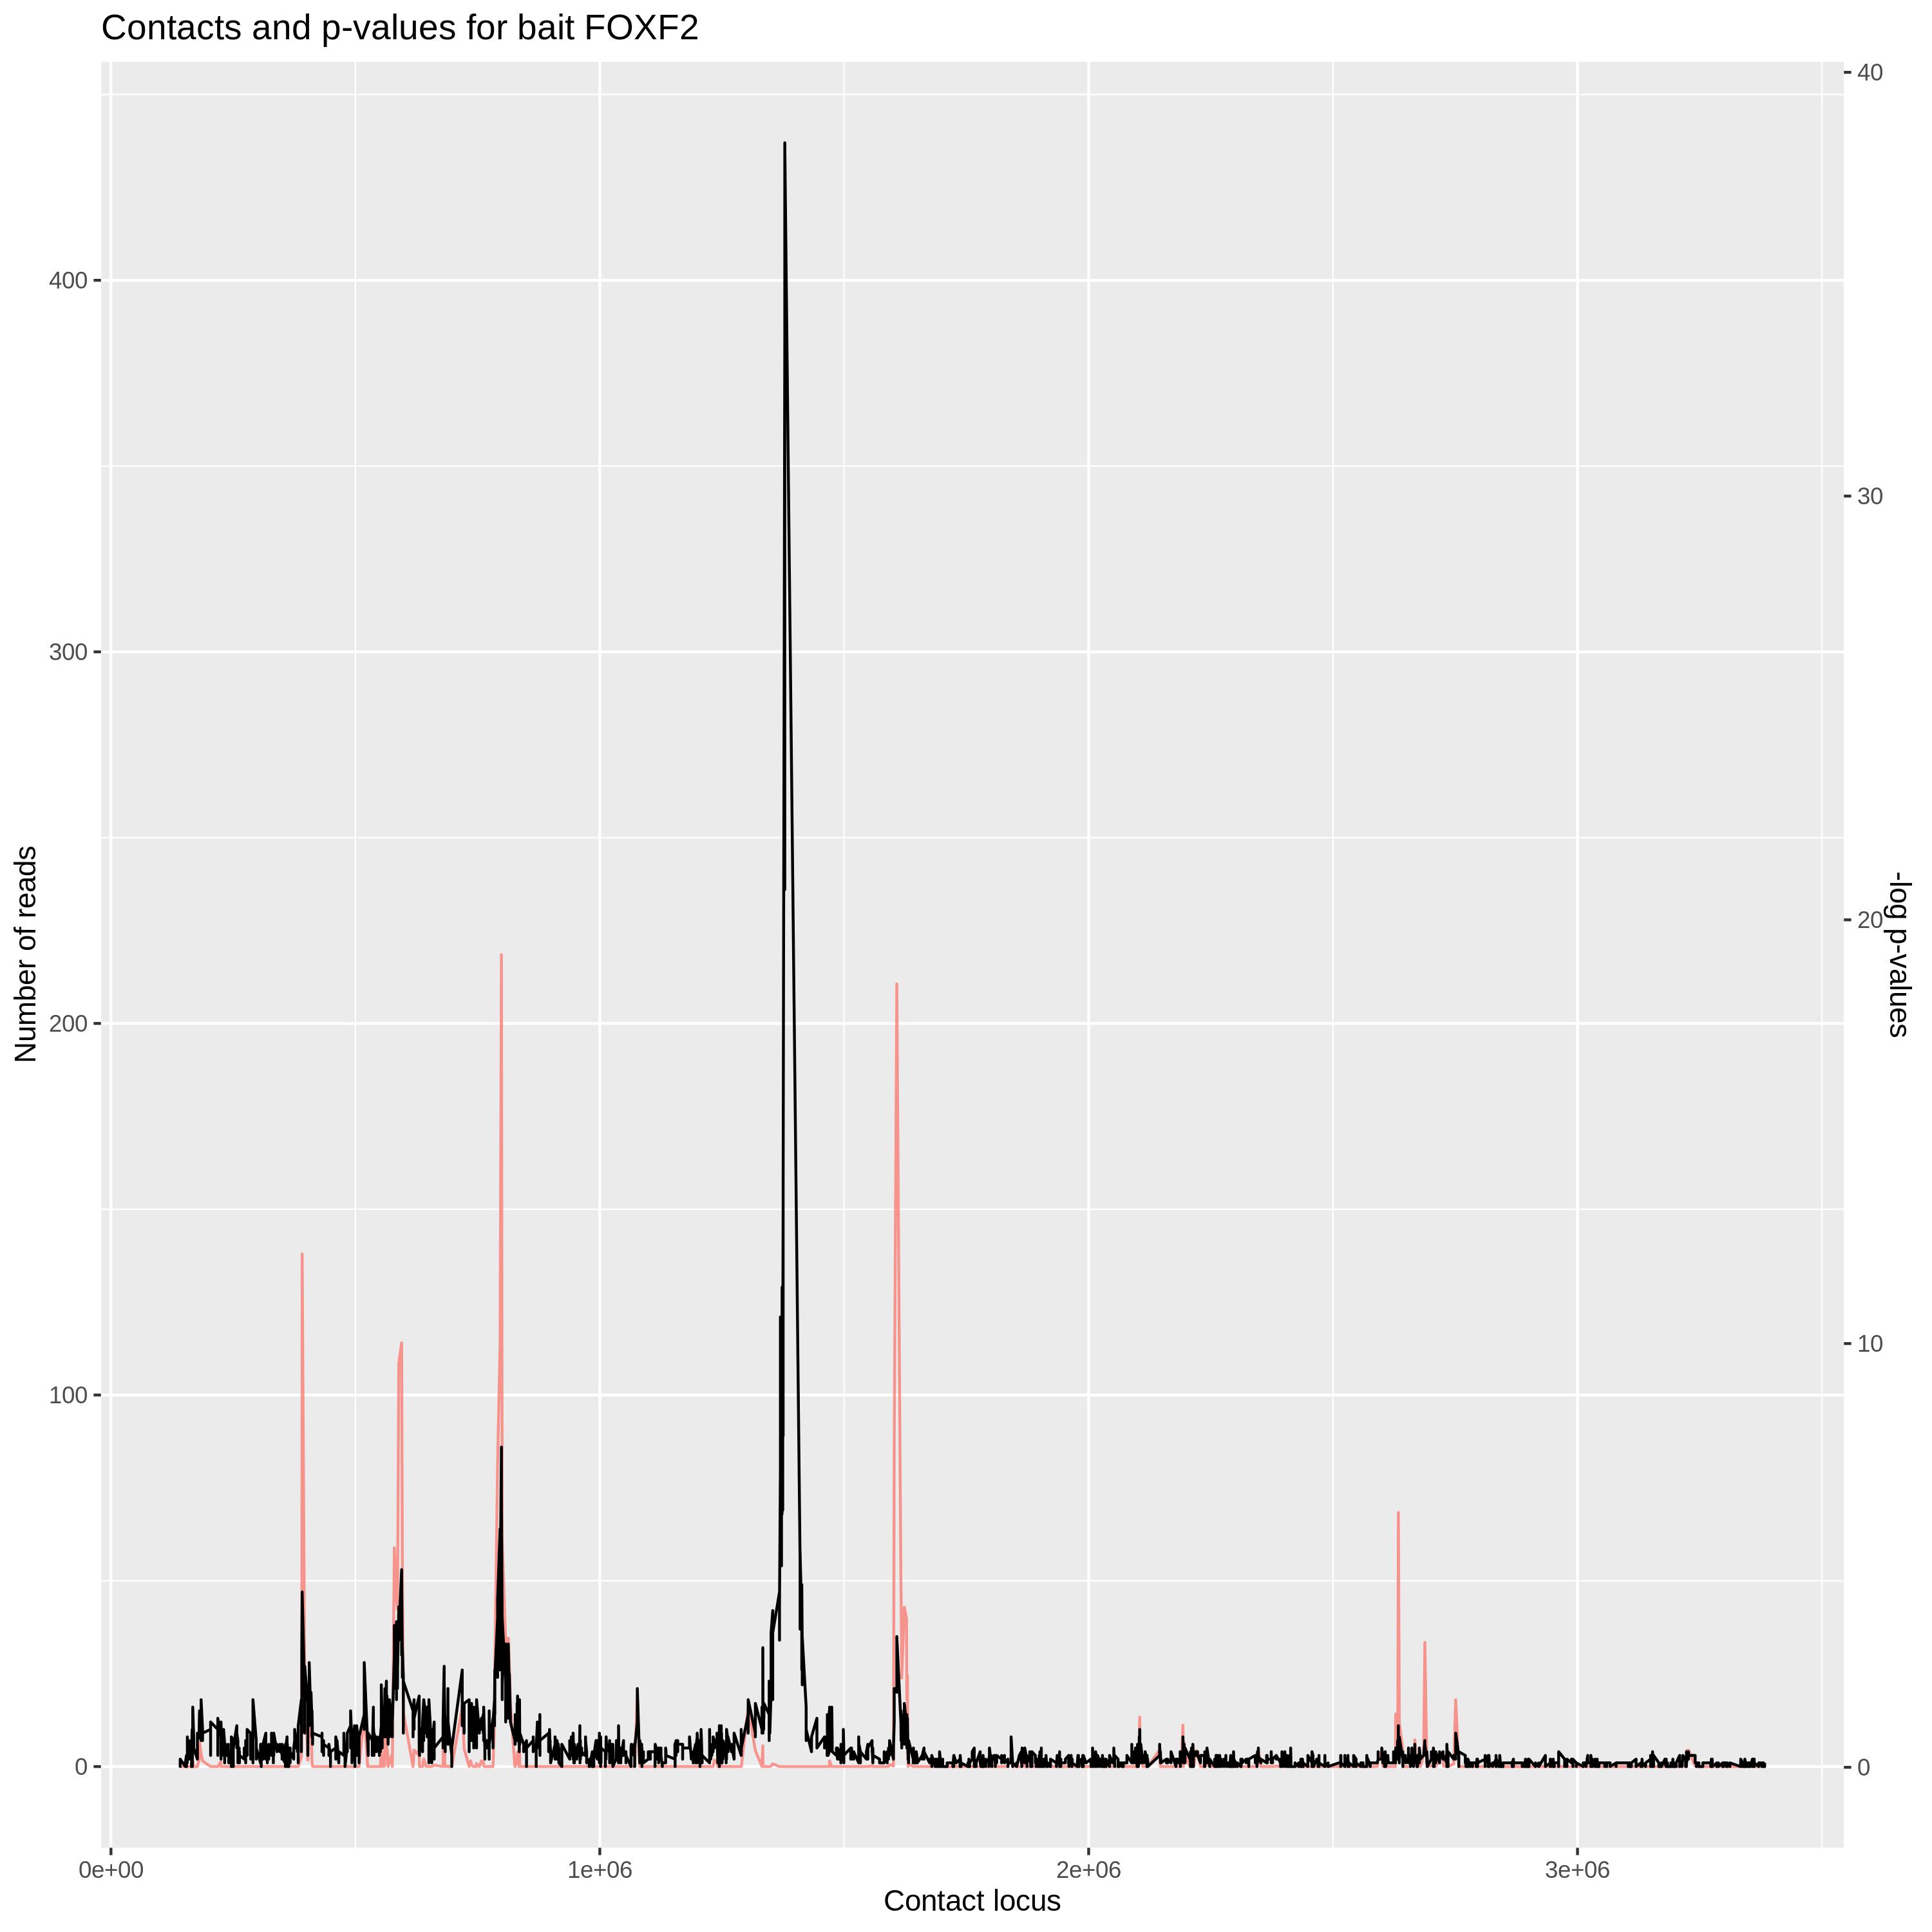 Contacts and p-values for bait FOXF2
Number of reads
400
300
200
100
0
40
30
20
10
0
-log p-values
0e+00
1e+06
2e+06
3e+06
Contact locus